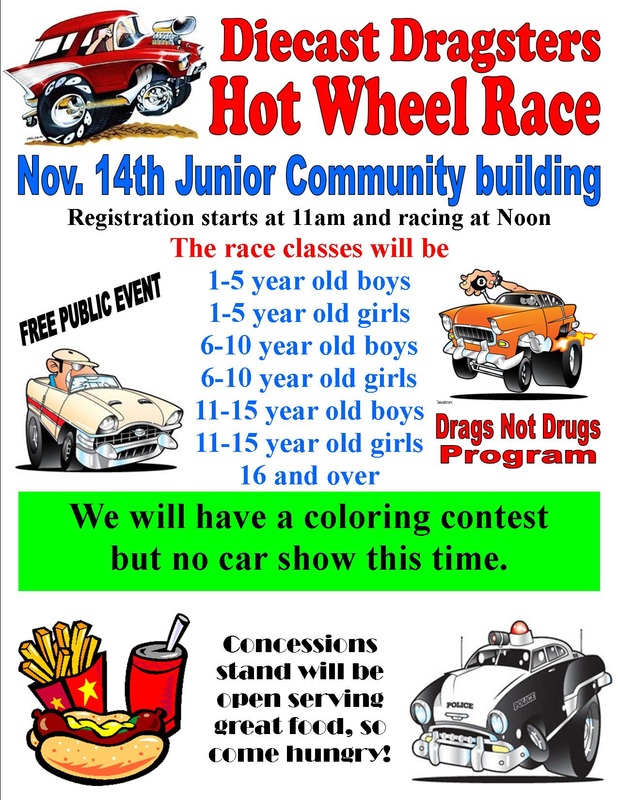 Diecast Dragsters
Hot Wheel Race
Nov. 14th Junior Community building
Registration starts at 11am and racing at Noon
The race classes will be
1-5 year old boys
1-5 year old girls
6-10 year old boys
6-10 year old girls
11-15 year old boys
11-15 year old girls
16 and over
FREE PUBLIC EVENT
Drags Not Drugs
Program
We will have a coloring contest
but no car show this time.
Concessions
stand will be
open serving
great food, so
come hungry!
POLICE
POLICE